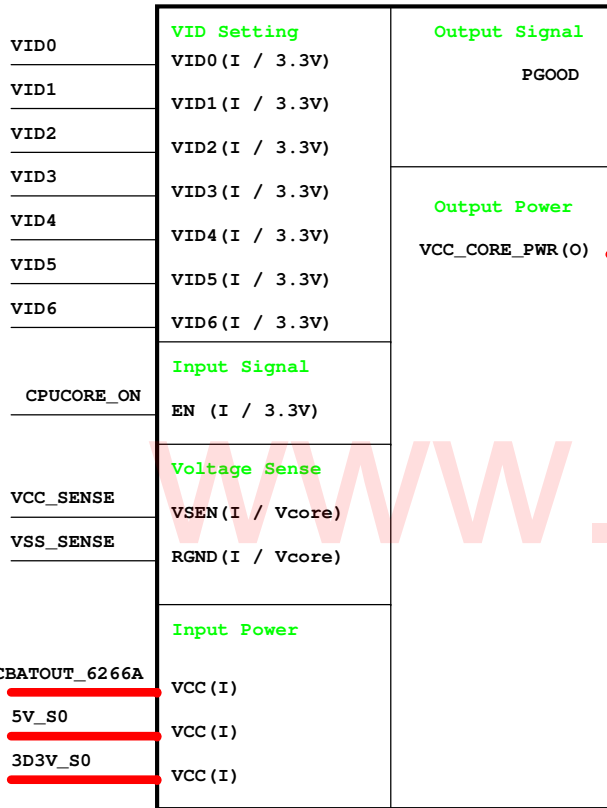 VID Setting
Output Signal
VID0
VID0(I / 3.3V)
PGOOD
VID1
VID1(I / 3.3V)
VID2
VID2(I / 3.3V)
VID3
VID3(I / 3.3V)
Output Power
VID4
VID4(I / 3.3V)
VCC_CORE_PWR(O)
VID5
VID5(I / 3.3V)
VID6
VID6(I / 3.3V)
Input Signal
CPUCORE_ON
EN (I / 3.3V)
Voltage Sense
VCC_SENSE
VSEN(I / Vcore)
VSS_SENSE
RGND(I / Vcore)
Input Power
CBATOUT_6266A
VCC(I)
5V_S0
VCC(I)
3D3V_S0
VCC(I)
www.